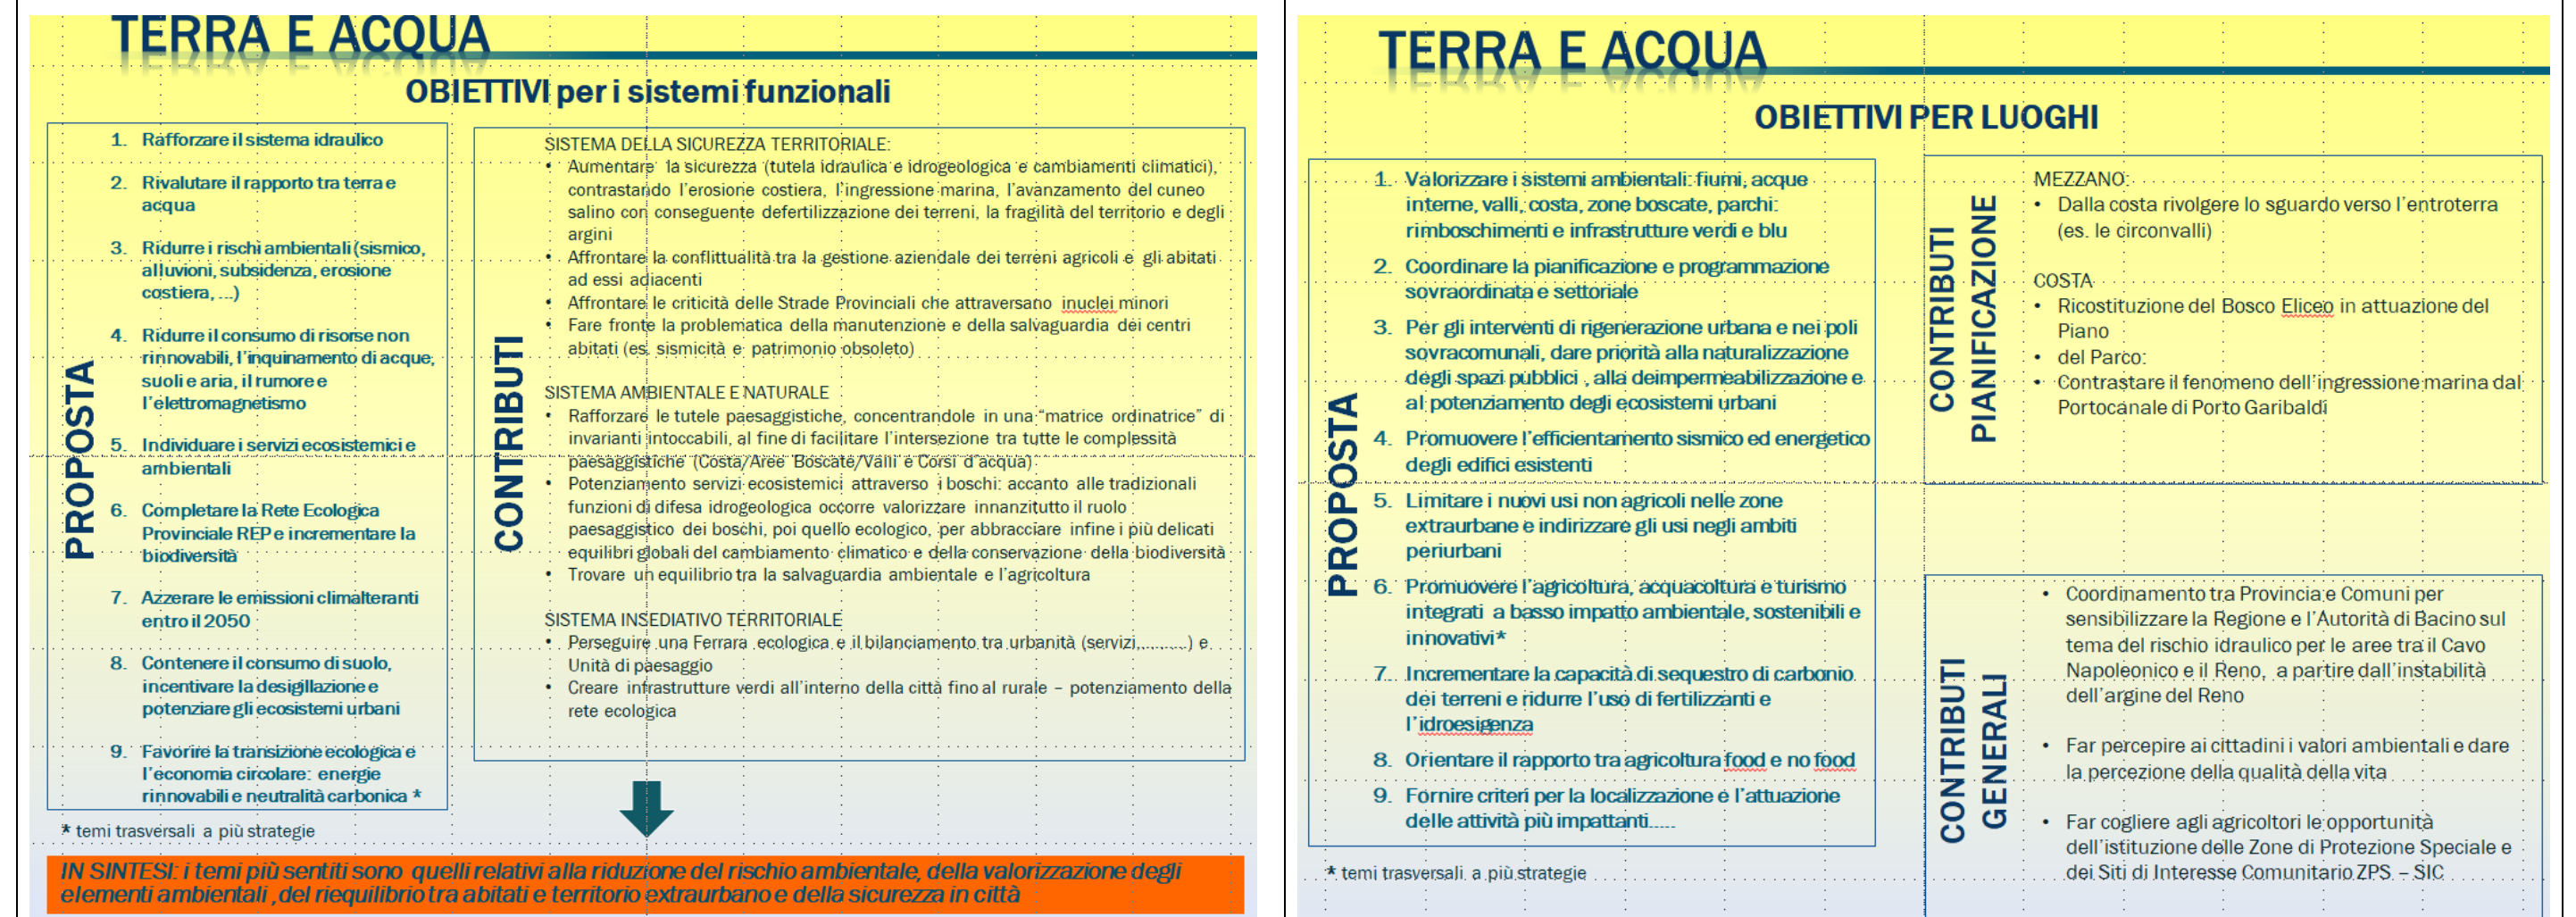 TERRA E ACQUA
OBIETTIVI per i sistemi funzionali
PROPOSTA
1. Rafforzare il sistema idraulico
2. Rivalutare il rapporto tra terra e
acqua
3. Ridurre i rischi ambientali (sismico,
alluvioni, subsidenza, erosione
costiera, ...)
4. Ridurre il consumo di risorse non
rinnovabili, l'inquinamento di acque,
suoli e aria, il rumore e
l'elettromagnetismo
5. Individuare i servizi ecosistemici e
ambientali
6. Completare la Rete Ecologica
Provinciale REP e incrementare la
biodiversità
7. Azzerare le emissioni climalteranti
entro il 2050
8. Contenere il consumo di suolo,
incentivare la desigillazione e
potenziare gli ecosistemi urbani
9. Favorire la transizione ecologica e
l'economia circolare: energie
rinnovabili e neutralità carbonica *
* temi trasversali a più strategie
CONTRIBUTI
SISTEMA DELLA SICUREZZA TERRITORIALE:
• Aumentare la sicurezza (tutela idraulica e idrogeologica e cambiamenti climatici),
contrastando l'erosione costiera, l'ingressione marina, l'avanzamento del cuneo
salino con conseguente defertilizzazione dei terreni, la fragilità del territorio e degli
argini
• Affrontare la conflittualità tra la gestione aziendale dei terreni agricoli e gli abitati
ad essi adiacenti
• Affrontare le criticità delle Strade Provinciali che attraversano inuclei minori
• Fare fronte la problematica della manutenzione e della salvaguardia dei centri
abitati (es. sismicità e patrimonio obsoleto)
SISTEMA AMBIENTALE E NATURALE
• Rafforzare le tutele paesaggistiche, concentrandole in una “matrice ordinatrice” di
invarianti intoccabili, al fine di facilitare l'intersezione tra tutte le complessità
paesaggistiche (Costa/Aree Boscate/Valli e Corsi d'acqua)
• Potenziamento servizi ecosistemici attraverso i boschi: accanto alle tradizionali
funzioni di difesa idrogeologica occorre valorizzare innanzitutto il ruolo
paesaggistico dei boschi, poi quello ecologico, per abbracciare infine i più delicati
equilibri globali del cambiamento climatico e della conservazione della biodiversità
• Trovare un equilibrio tra la salvaguardia ambientale e l'agricoltura
SISTEMA INSEDIATIVO TERRITORIALE
• Perseguire una Ferrara ecologica e il bilanciamento tra urbanità (servizi,.........) e
Unità di paesaggio
• Creare infrastrutture verdi all'interno della città fino al rurale – potenziamento della
rete ecologica
IN SINTESI: i temi più sentiti sono quelli relativi alla riduzione del rischio ambientale, della valorizzazione degli
elementi ambientali , del riequilibrio tra abitati e territorio extraurbano e della sicurezza in città
TERRA E ACQUA
OBIETTIVI PER LUOGHI
PROPOSTA
1. Valorizzare i sistemi ambientali: fiumi, acque
interne, valli, costa, zone boscate, parchi:
rimboschimenti e infrastrutture verdi e blu
2. Coordinare la pianificazione e programmazione
sovraordinata e settoriale
3. Per gli interventi di rigenerazione urbana e nei poli
sovracomunali, dare priorità alla naturalizzazione
degli spazi pubblici , alla deimpermeabilizzazione e
al potenziamento degli ecosistemi urbani
4. Promuovere l'efficientamento sismico ed energetico
degli edifici esistenti
5. Limitare i nuovi usi non agricoli nelle zone
extraurbane e indirizzare gli usi negli ambiti
periurbani
6. Promuovere l'agricoltura, acquacoltura e turismo
integrati a basso impatto ambientale, sostenibili e
innovativi*
7. Incrementare la capacità di sequestro di carbonio
dei terreni e ridurre l'uso di fertilizzanti e
l'idroesigenza
8. Orientare il rapporto tra agricoltura food e no food
9. Fornire criteri per la localizzazione e l'attuazione
delle attività più impattanti.....
* temi trasversali a più strategie
CONTRIBUTI
PIANIFICAZIONE
MEZZANO:
• Dalla costa rivolgere lo sguardo verso l'entroterra
(es. le circonvalli)
COSTA
• Ricostituzione del Bosco Eliceo in attuazione del
Piano
• del Parco:
• Contrastare il fenomeno dell'ingressione marina dal
Portocanale di Porto Garibaldi
CONTRIBUTI
GENERALI
• Coordinamento tra Provincia e Comuni per
sensibilizzare la Regione e l'Autorità di Bacino sul
tema del rischio idraulico per le aree tra il Cavo
Napoleonico e il Reno, a partire dall'instabilità
dell'argine del Reno
• Far percepire ai cittadini i valori ambientali e dare
la percezione della qualità della vita
• Far cogliere agli agricoltori le opportunità
dell'istituzione delle Zone di Protezione Speciale e
dei Siti di Interesse Comunitario ZPS – SIC